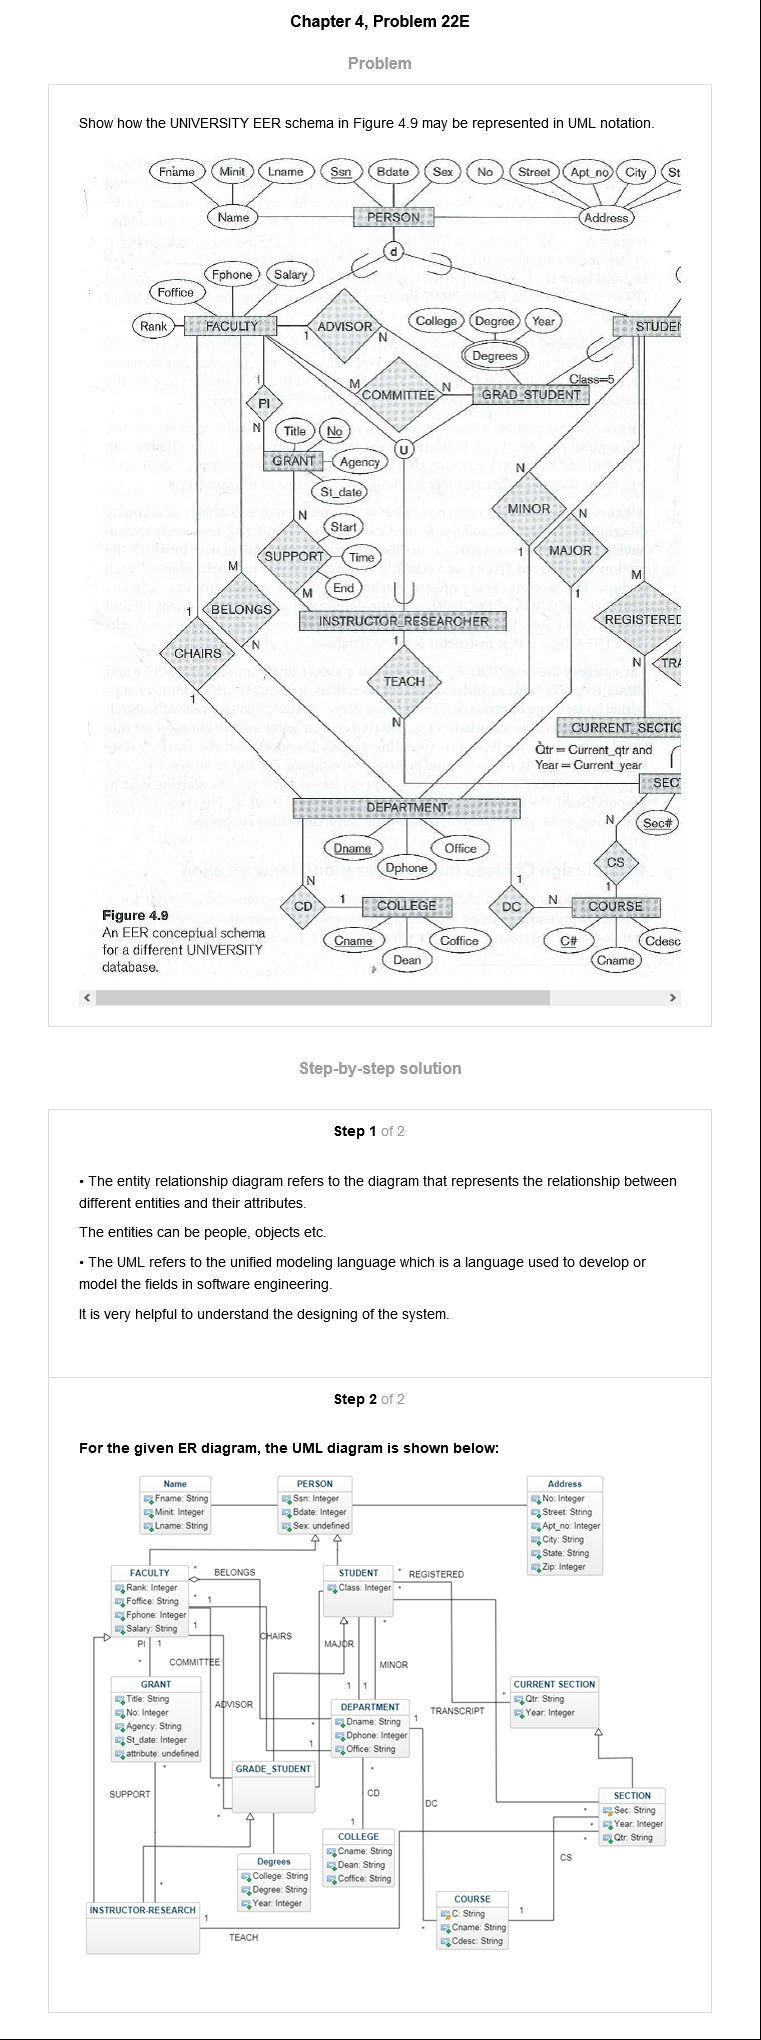 Chapter 4, Problem 22E
Problem
Show how the UNIVERSITY EER schema in Figure 4.9 may be represented in UML notation.
Fname Minit Lname Ssn Bdate Sex No Street Apt_no City St
Name PERSON Address
d
Fphone Salary
Foffice
Rank FACULTY 1 ADVISOR N College Degree Year STUDEN
Degrees
Class=5
1 M COMMITTEE N GRAD_STUDENT
PI
N Title No U
GRANT Agency
St_date
N
MINOR N
N Start
1 MAJOR
SUPPORT Time
M End M
1 BELONGS M 1
INSTRUCTOR_RESEARCHER REGISTERED
N 1
CHAIRS N TRA
TEACH
1
N CURRENT_SECTIO
Qtr = Current_qtr and
Year = Current_year
SEC
DEPARTMENT
N Sec#
Dname Office
Dphone CS
N 1 1
CD 1 COLLEGE DC N COURSE
Figure 4.9
An EER conceptual schema
for a different UNIVERSITY
database.
Cname Coffice C# Cdesc
Dean Cname
Step-by-step solution
Step 1 of 2
• The entity relationship diagram refers to the diagram that represents the relationship between
different entities and their attributes.
The entities can be people, objects etc.
• The UML refers to the unified modeling language which is a language used to develop or
model the fields in software engineering.
It is very helpful to understand the designing of the system.
Step 2 of 2
For the given ER diagram, the UML diagram is shown below:
Name PERSON Address
Fname: String Ssn: Integer No: Integer
Minit: Integer Bdate: Integer Street: String
Lname: String Sex: undefined Apt_no: Integer
City: String
State: String
Zip: Integer
FACULTY * BELONGS STUDENT * REGISTERED
Rank: Integer Class: Integer *
Foffice: String * 1
Fphone: Integer
Salary: String 1 *
CHAIRS
PI 1 MAJOR
* COMMITTEE MINOR
GRANT 1 1 CURRENT SECTION
Title: String * Qtr: String
No: Integer ADVISOR DEPARTMENT TRANSCRIPT Year: Integer
Agency: String * Dname: String 1
St_date: Integer Dphone: Integer
attribute: undefined 1 Office: String
GRADE_STUDENT *
SUPPORT * * CD DC SECTION
* * Sec: String
1 * Year: Integer
COLLEGE * Qtr: String
Degrees Cname: String CS
College: String Dean: String
Degree: String Coffice: String
* Year: Integer COURSE
INSTRUCTOR-RESEARCH 1 C: String 1
* Cname: String
TEACH Cdesc: String